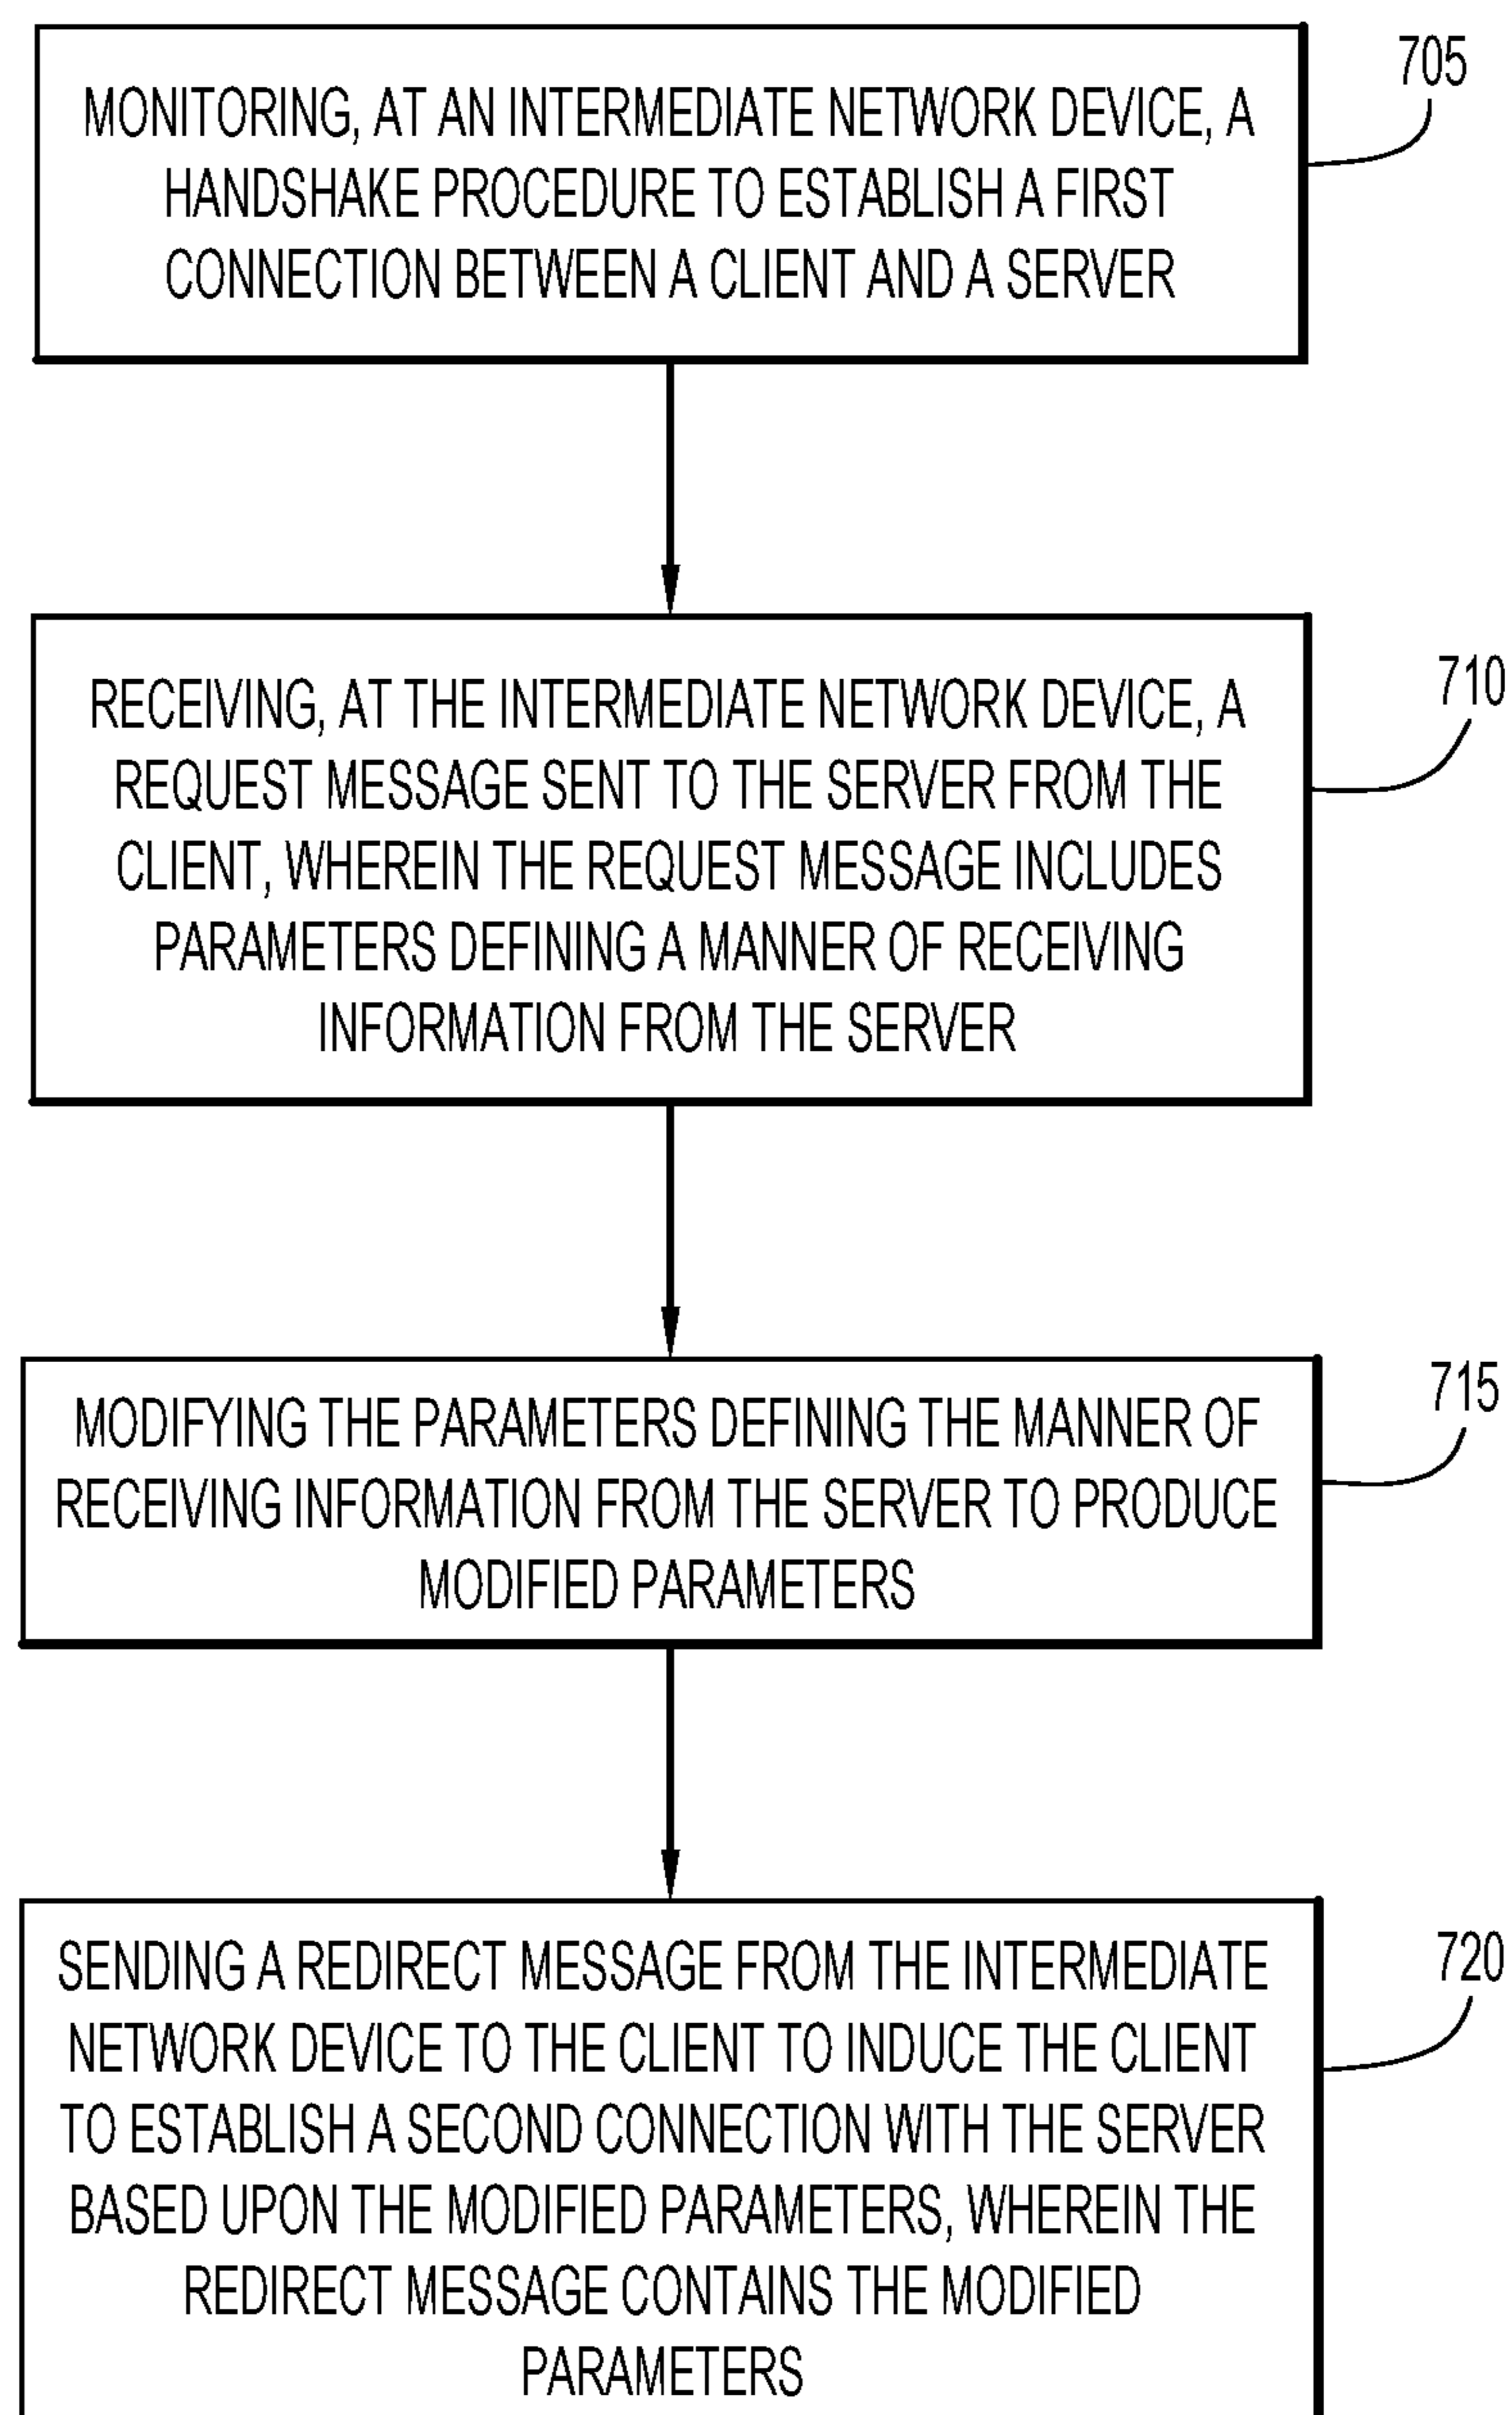 705
MONITORING, AT AN INTERMEDIATE NETWORK DEVICE, A
HANDSHAKE PROCEDURE TO ESTABLISH A FIRST
CONNECTION BETWEEN A CLIENT AND A SERVER
710
RECEIVING, AT THE INTERMEDIATE NETWORK DEVICE, A
REQUEST MESSAGE SENT TO THE SERVER FROM THE
CLIENT, WHEREIN THE REQUEST MESSAGE INCLUDES
PARAMETERS DEFINING A MANNER OF RECEIVING
INFORMATION FROM THE SERVER
715
MODIFYING THE PARAMETERS DEFINING THE MANNER OF
RECEIVING INFORMATION FROM THE SERVER TO PRODUCE
MODIFIED PARAMETERS
720
SENDING A REDIRECT MESSAGE FROM THE INTERMEDIATE
NETWORK DEVICE TO THE CLIENT TO INDUCE THE CLIENT
TO ESTABLISH A SECOND CONNECTION WITH THE SERVER
BASED UPON THE MODIFIED PARAMETERS, WHEREIN THE
REDIRECT MESSAGE CONTAINS THE MODIFIED
PARAMETERS